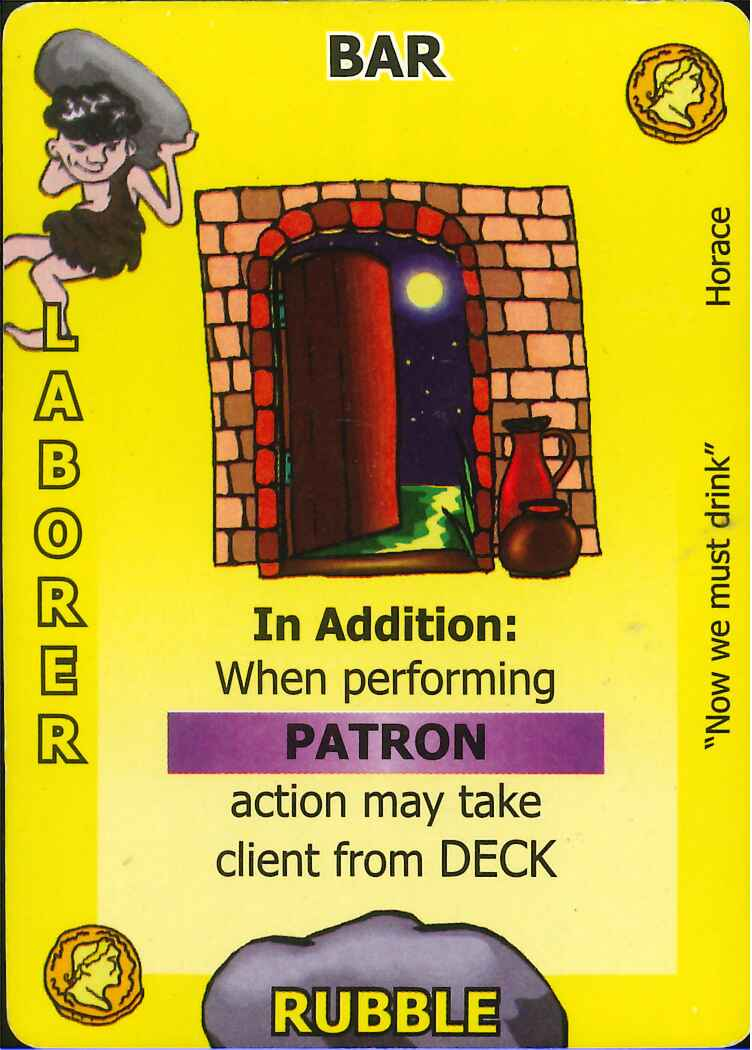 BAR
LABORER
Horace
"Now we must drink"
In Addition:
When performing
PATRON
action may take
client from DECK
RUBBLE